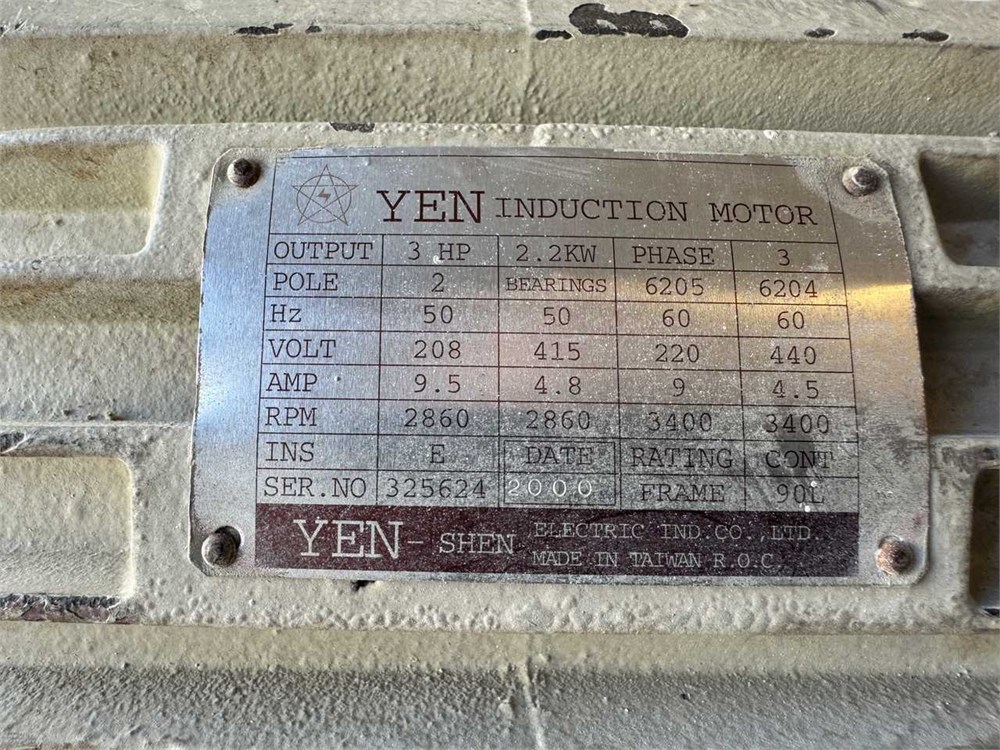 YEN INDUCTION MOTOR
OUTPUT 3 HP 2.2KW PHASE 3
POLE 2 BEARINGS 6205 6204
Hz 50 50 60 60
VOLT 208 415 220 440
AMP 9.5 4.8 9 4.5
RPM 2860 2860 3400 3400
INS E DATE RATING CONT
SER.NO 325624 2000 FRAME 90L
YEN-SHEN ELECTRIC IND.CO.,LTD.
MADE IN TAIWAN R.O.C.